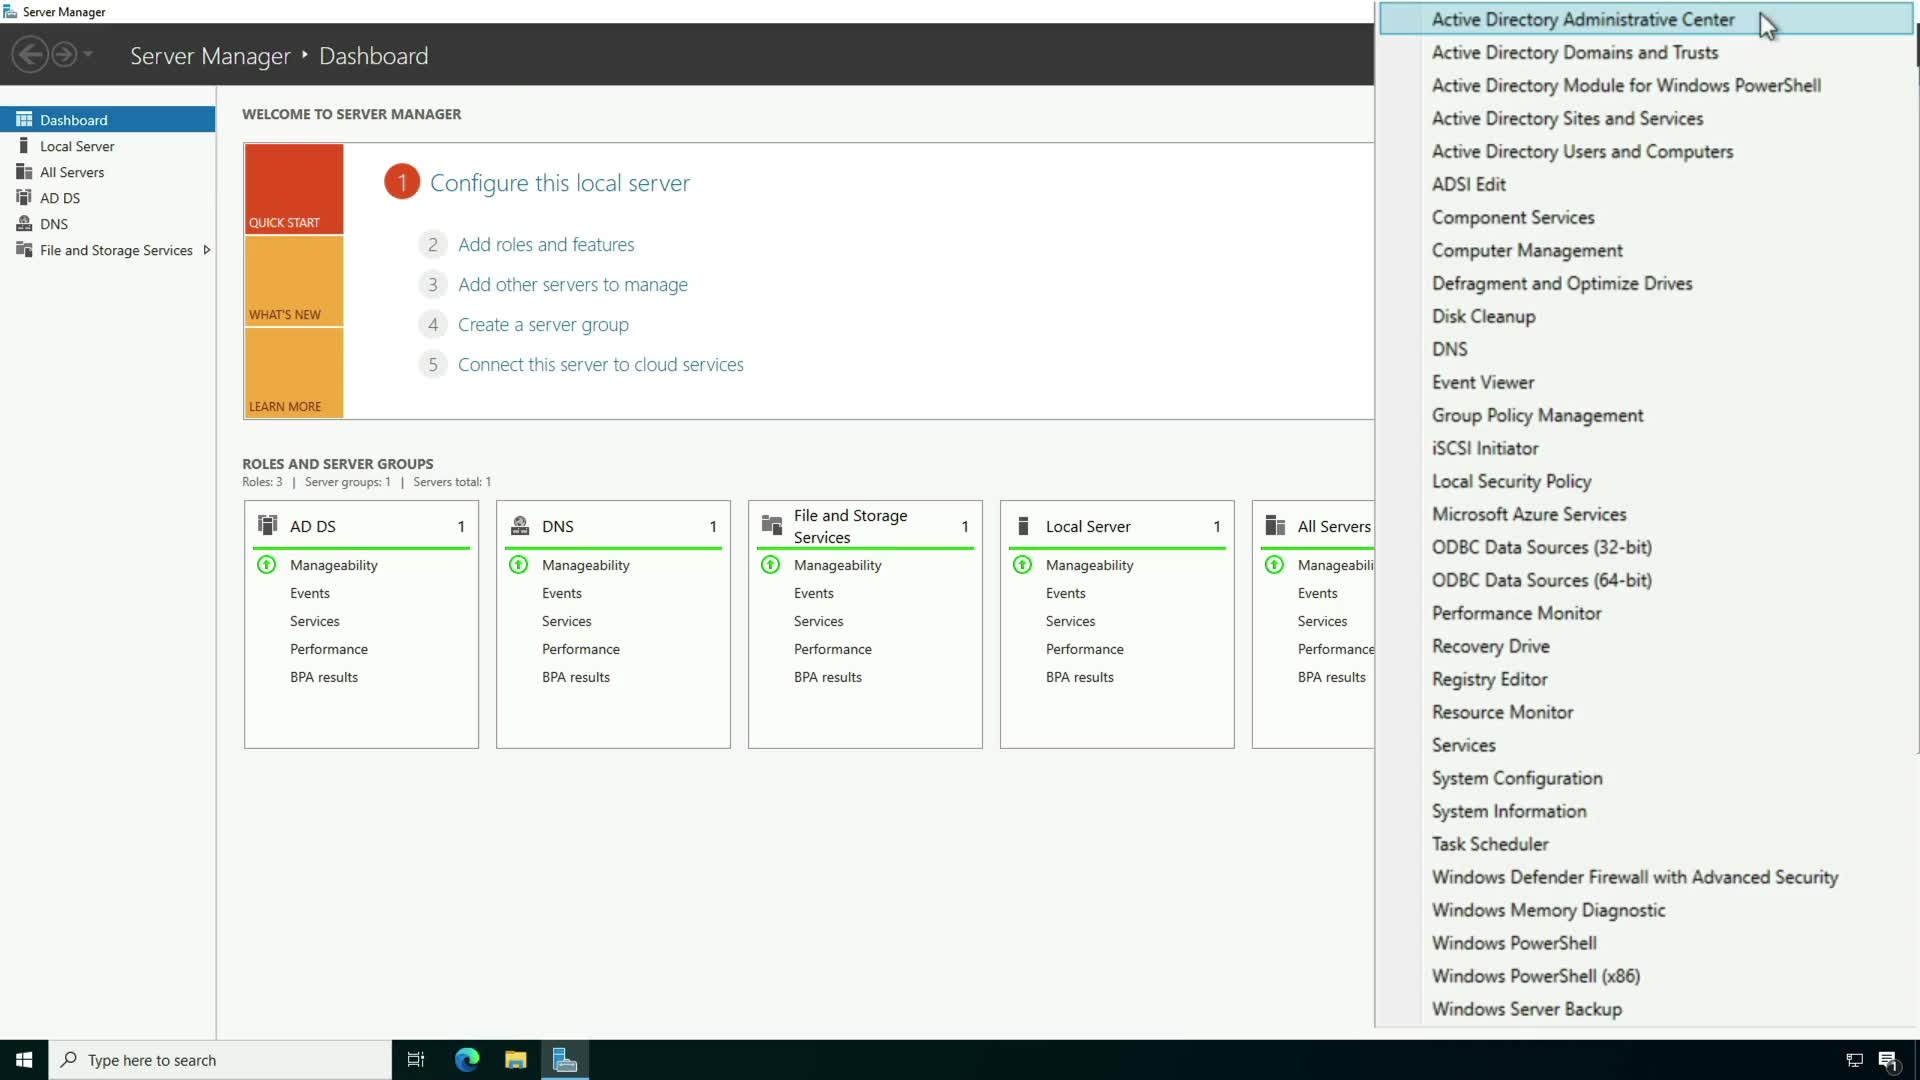 Server Manager
Server Manager ‣ Dashboard
Dashboard
Local Server
All Servers
AD DS
DNS
File and Storage Services
WELCOME TO SERVER MANAGER
QUICK START
WHAT'S NEW
LEARN MORE
1 Configure this local server
2 Add roles and features
3 Add other servers to manage
4 Create a server group
5 Connect this server to cloud services
ROLES AND SERVER GROUPS
Roles: 3 | Server groups: 1 | Servers total: 1
AD DS 1
Manageability
Events
Services
Performance
BPA results
DNS 1
Manageability
Events
Services
Performance
BPA results
File and Storage
Services 1
Manageability
Events
Services
Performance
BPA results
Local Server 1
Manageability
Events
Services
Performance
BPA results
All Servers
Manageabili
Events
Services
Performance
BPA results
Active Directory Administrative Center
Active Directory Domains and Trusts
Active Directory Module for Windows PowerShell
Active Directory Sites and Services
Active Directory Users and Computers
ADSI Edit
Component Services
Computer Management
Defragment and Optimize Drives
Disk Cleanup
DNS
Event Viewer
Group Policy Management
iSCSI Initiator
Local Security Policy
Microsoft Azure Services
ODBC Data Sources (32-bit)
ODBC Data Sources (64-bit)
Performance Monitor
Recovery Drive
Registry Editor
Resource Monitor
Services
System Configuration
System Information
Task Scheduler
Windows Defender Firewall with Advanced Security
Windows Memory Diagnostic
Windows PowerShell
Windows PowerShell (x86)
Windows Server Backup
Type here to search
1